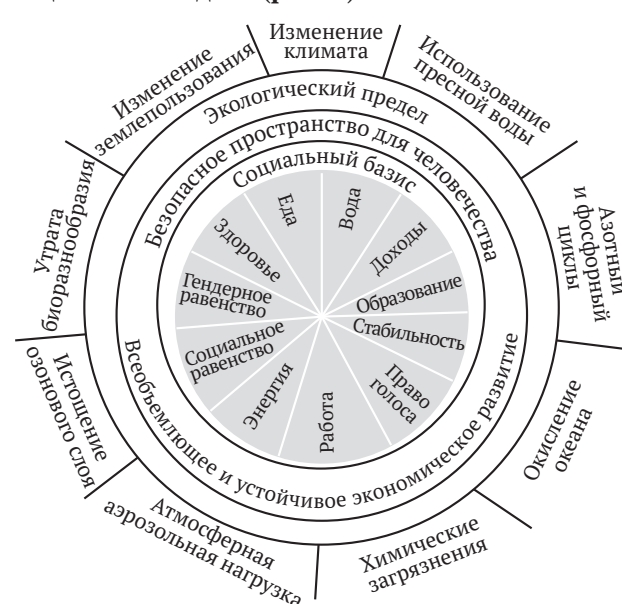 Изменение
климата
Использование
пресной воды
Азотный
и фосфорный
циклы
Окисление
океана
Химические
загрязнения
Атмосферная
аэрозольная нагрузка
Истощение
озонового слоя
Утрата
биоразнообразия
Изменение
землепользования
Экологический предел
Безопасное пространство для человечества
Социальный базис
Еда
Вода
Доходы
Образование
Стабильность
Право
голоса
Работа
Энергия
Социальное
равенство
Гендерное
равенство
Здоровье
Всеобъемлющее и устойчивое экономическое развитие